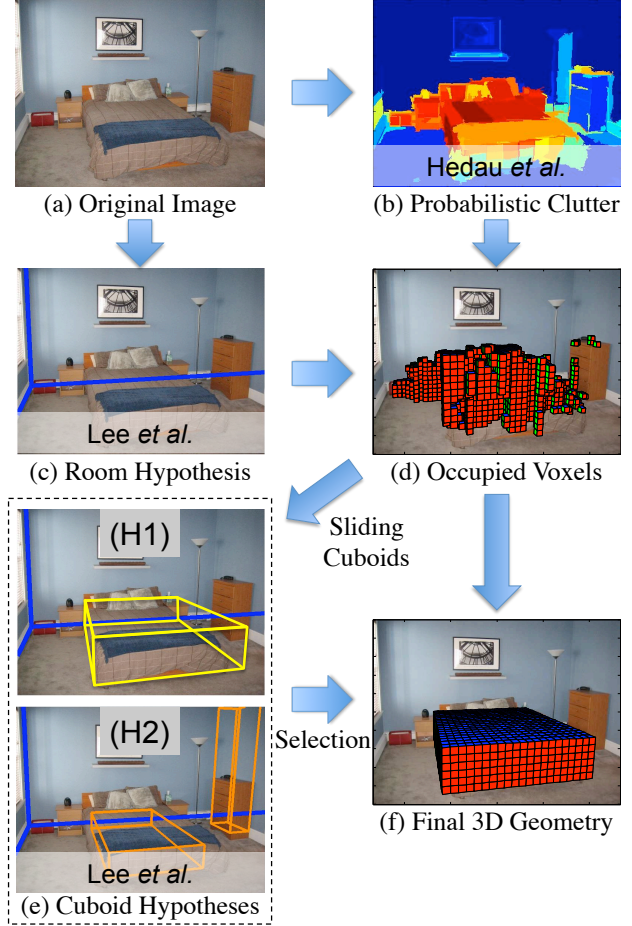 Hedau et al.
(a) Original Image
(b) Probabilistic Clutter
Lee et al.
(c) Room Hypothesis
(d) Occupied Voxels
(H1)
Sliding
Cuboids
(H2)
Selection
Lee et al.
(e) Cuboid Hypotheses
(f) Final 3D Geometry